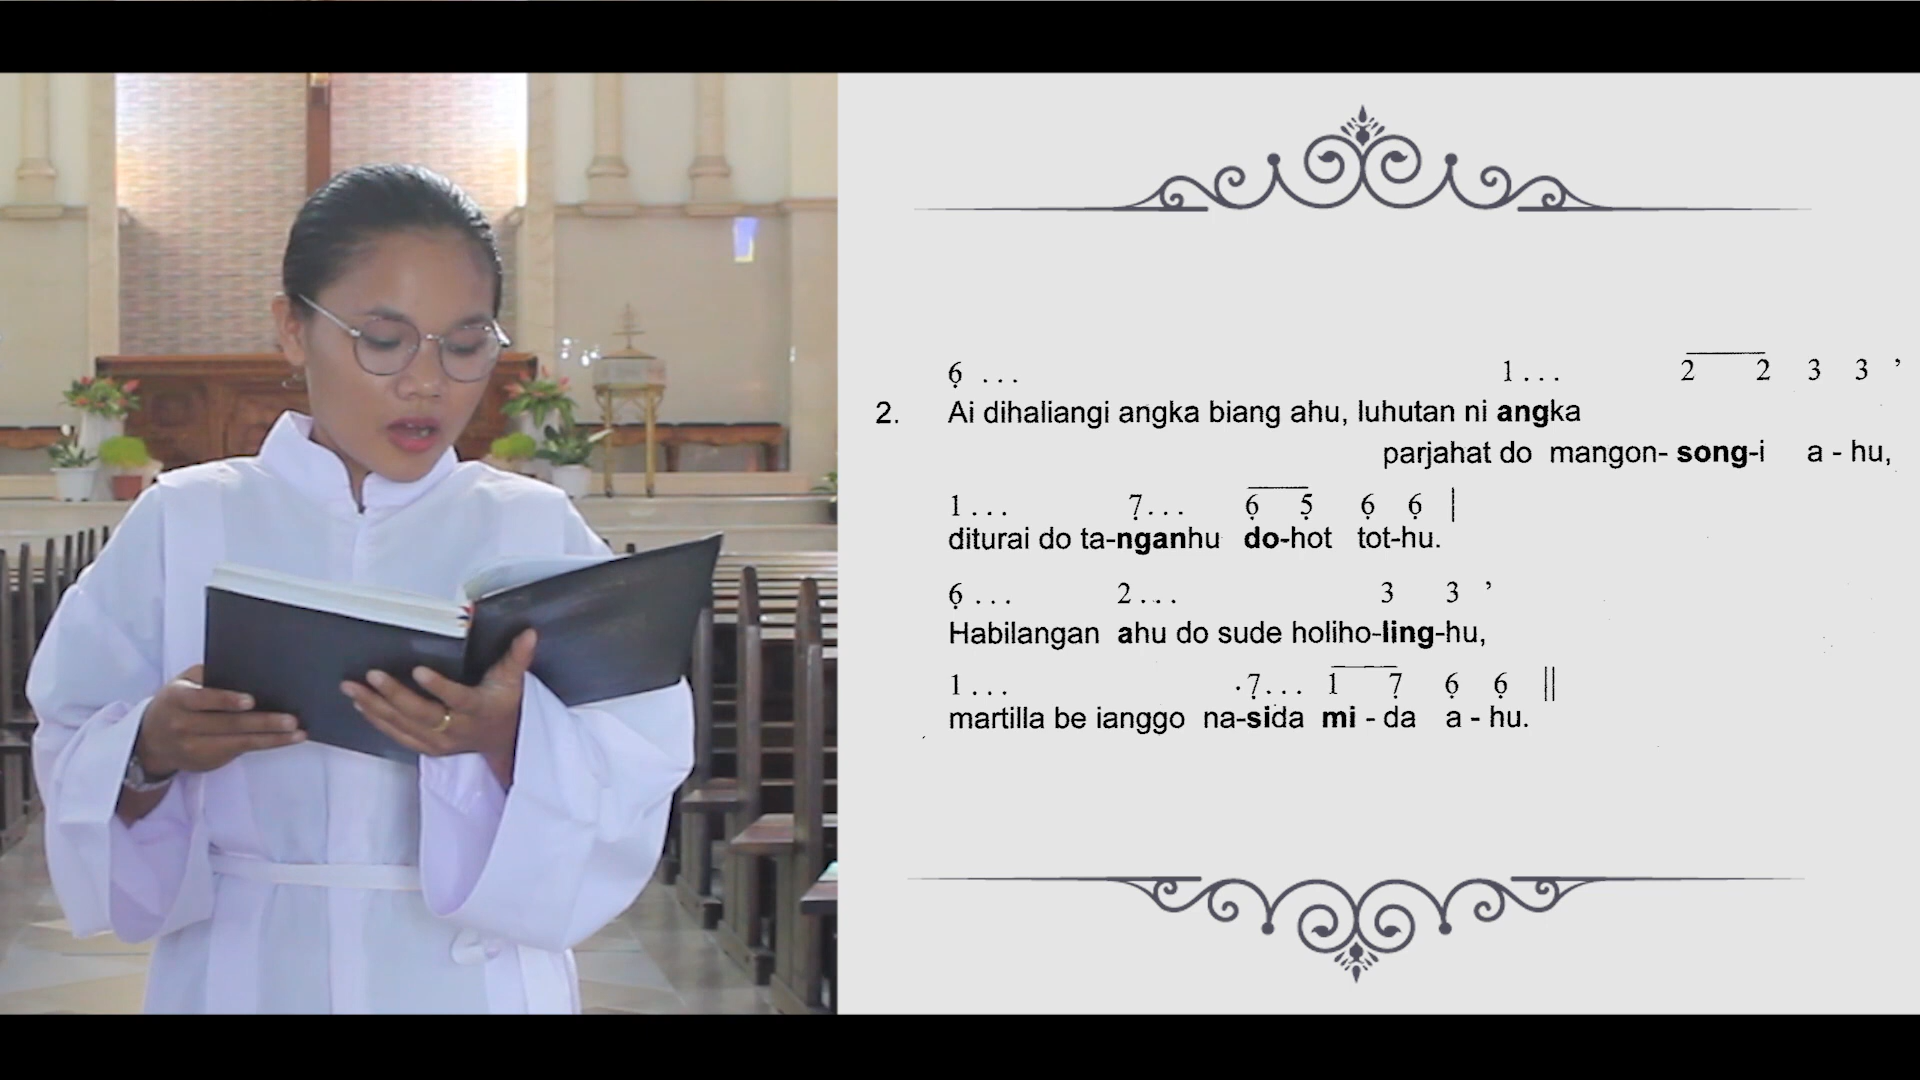 6̣ ... 1... 2 2 3 3 ’
2. Ai dihaliangi angka biang ahu, luhutan ni angka
parjahat do mangon- song-i a - hu,
1... 7̣... 6̣ 5̣ 6̣ 6̣ |
diturai do ta-nganhu do-hot tot-hu.
6̣ ... 2... 3 3 ’
Habilangan ahu do sude holiho-ling-hu,
1... ·7̣... 1 7̣ 6̣ 6̣ ||
martilla be ianggo na-sida mi - da a - hu.